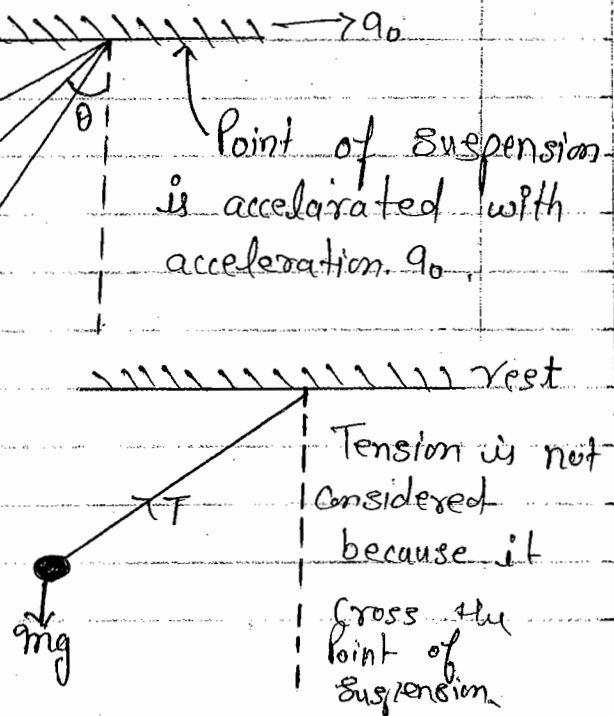 → a₀
θ
Point of suspension
is accelarated with
acceleration. a₀.
rest
Tension is not
T
Considered
because it
mg
Cross the
Point of
Suspension.